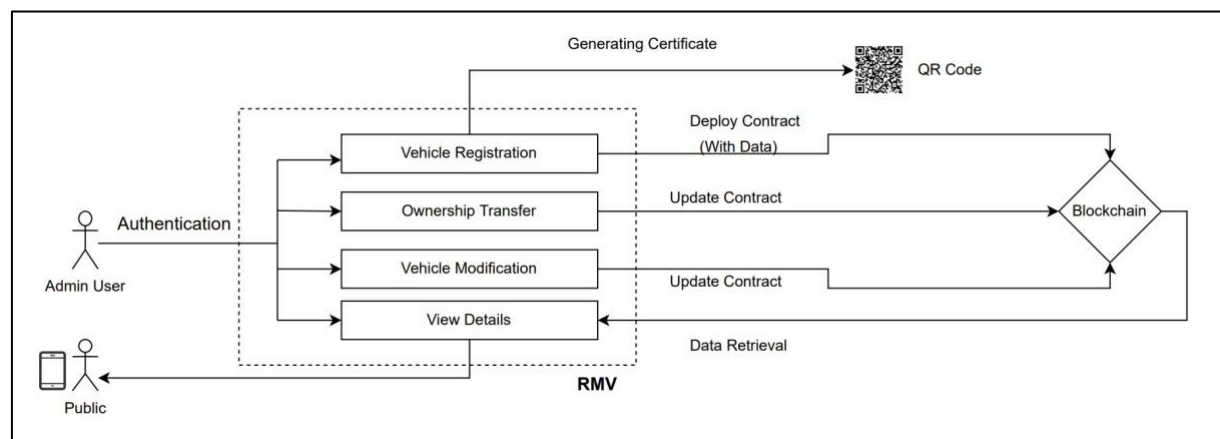 Generating Certificate
QR Code
Deploy Contract
(With Data)
Vehicle Registration
Ownership Transfer
Update Contract
Blockchain
Authentication
Admin User
Vehicle Modification
Update Contract
View Details
Data Retrieval
RMV
Public